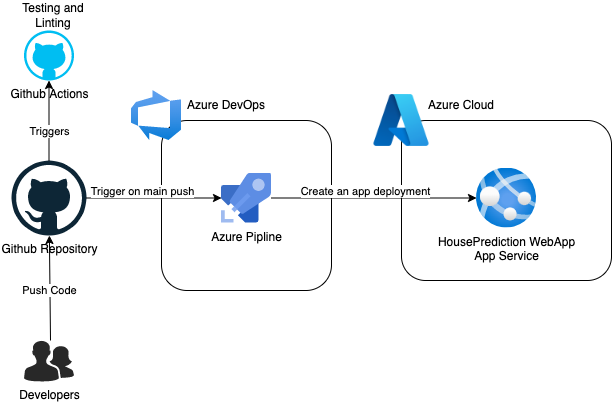 Testing and
Linting
Github Actions
Triggers
Azure DevOps
Azure Cloud
Trigger on main push
Create an app deployment
Github Repository
Azure Pipline
HousePrediction WebApp
App Service
Push Code
Developers